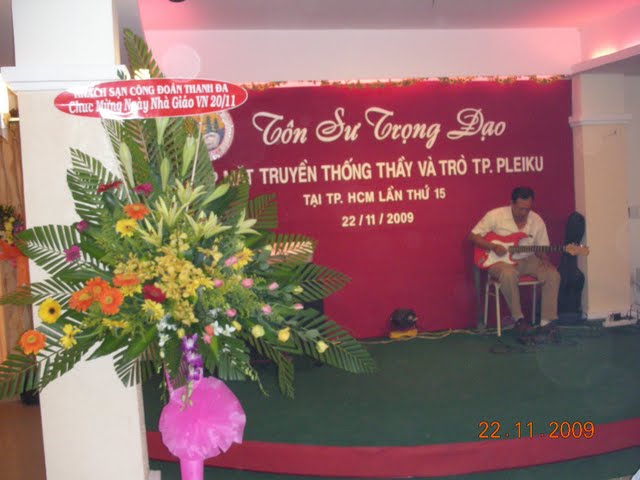 KHÁCH SẠN CÔNG ĐOÀN THANH ĐA
Chúc Mừng Ngày Nhà Giáo VN 20/11
Tôn Sư Trọng Đạo
MẶT TRUYỀN THỐNG THẦY VÀ TRÒ TP. PLEIKU
TẠI TP. HCM LẦN THỨ 15
22/11/2009
22.11.2009